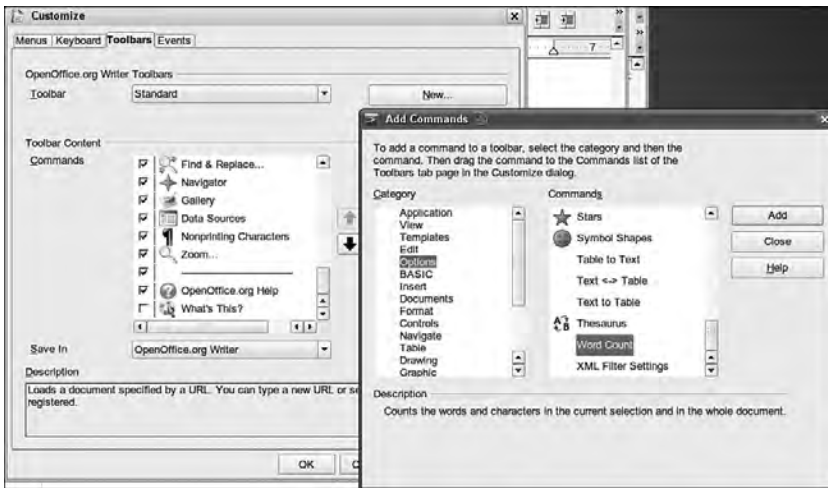 Customize
Menus Keyboard Toolbars Events
OpenOffice.org Writer Toolbars
Toolbar Standard New...
Toolbar Content
Commands
Find & Replace...
Navigator
Gallery
Data Sources
Nonprinting Characters
Zoom...
OpenOffice.org Help
What's This?
Save In OpenOffice.org Writer
Description
Loads a document specified by a URL. You can type a new URL or
registered.
OK
7
Add Commands
To add a command to a toolbar, select the category and then the
command. Then drag the command to the Commands list of the
Toolbars tab page in the Customize dialog.
Category
Application
View
Templates
Edit
Options
BASIC
Insert
Documents
Format
Controls
Navigate
Table
Drawing
Graphic
Commands
Stars
Symbol Shapes
Table to Text
Text <-> Table
Text to Table
Thesaurus
Word Count
XML Filter Settings
Add
Close
Help
Description
Counts the words and characters in the current selection and in the whole document.